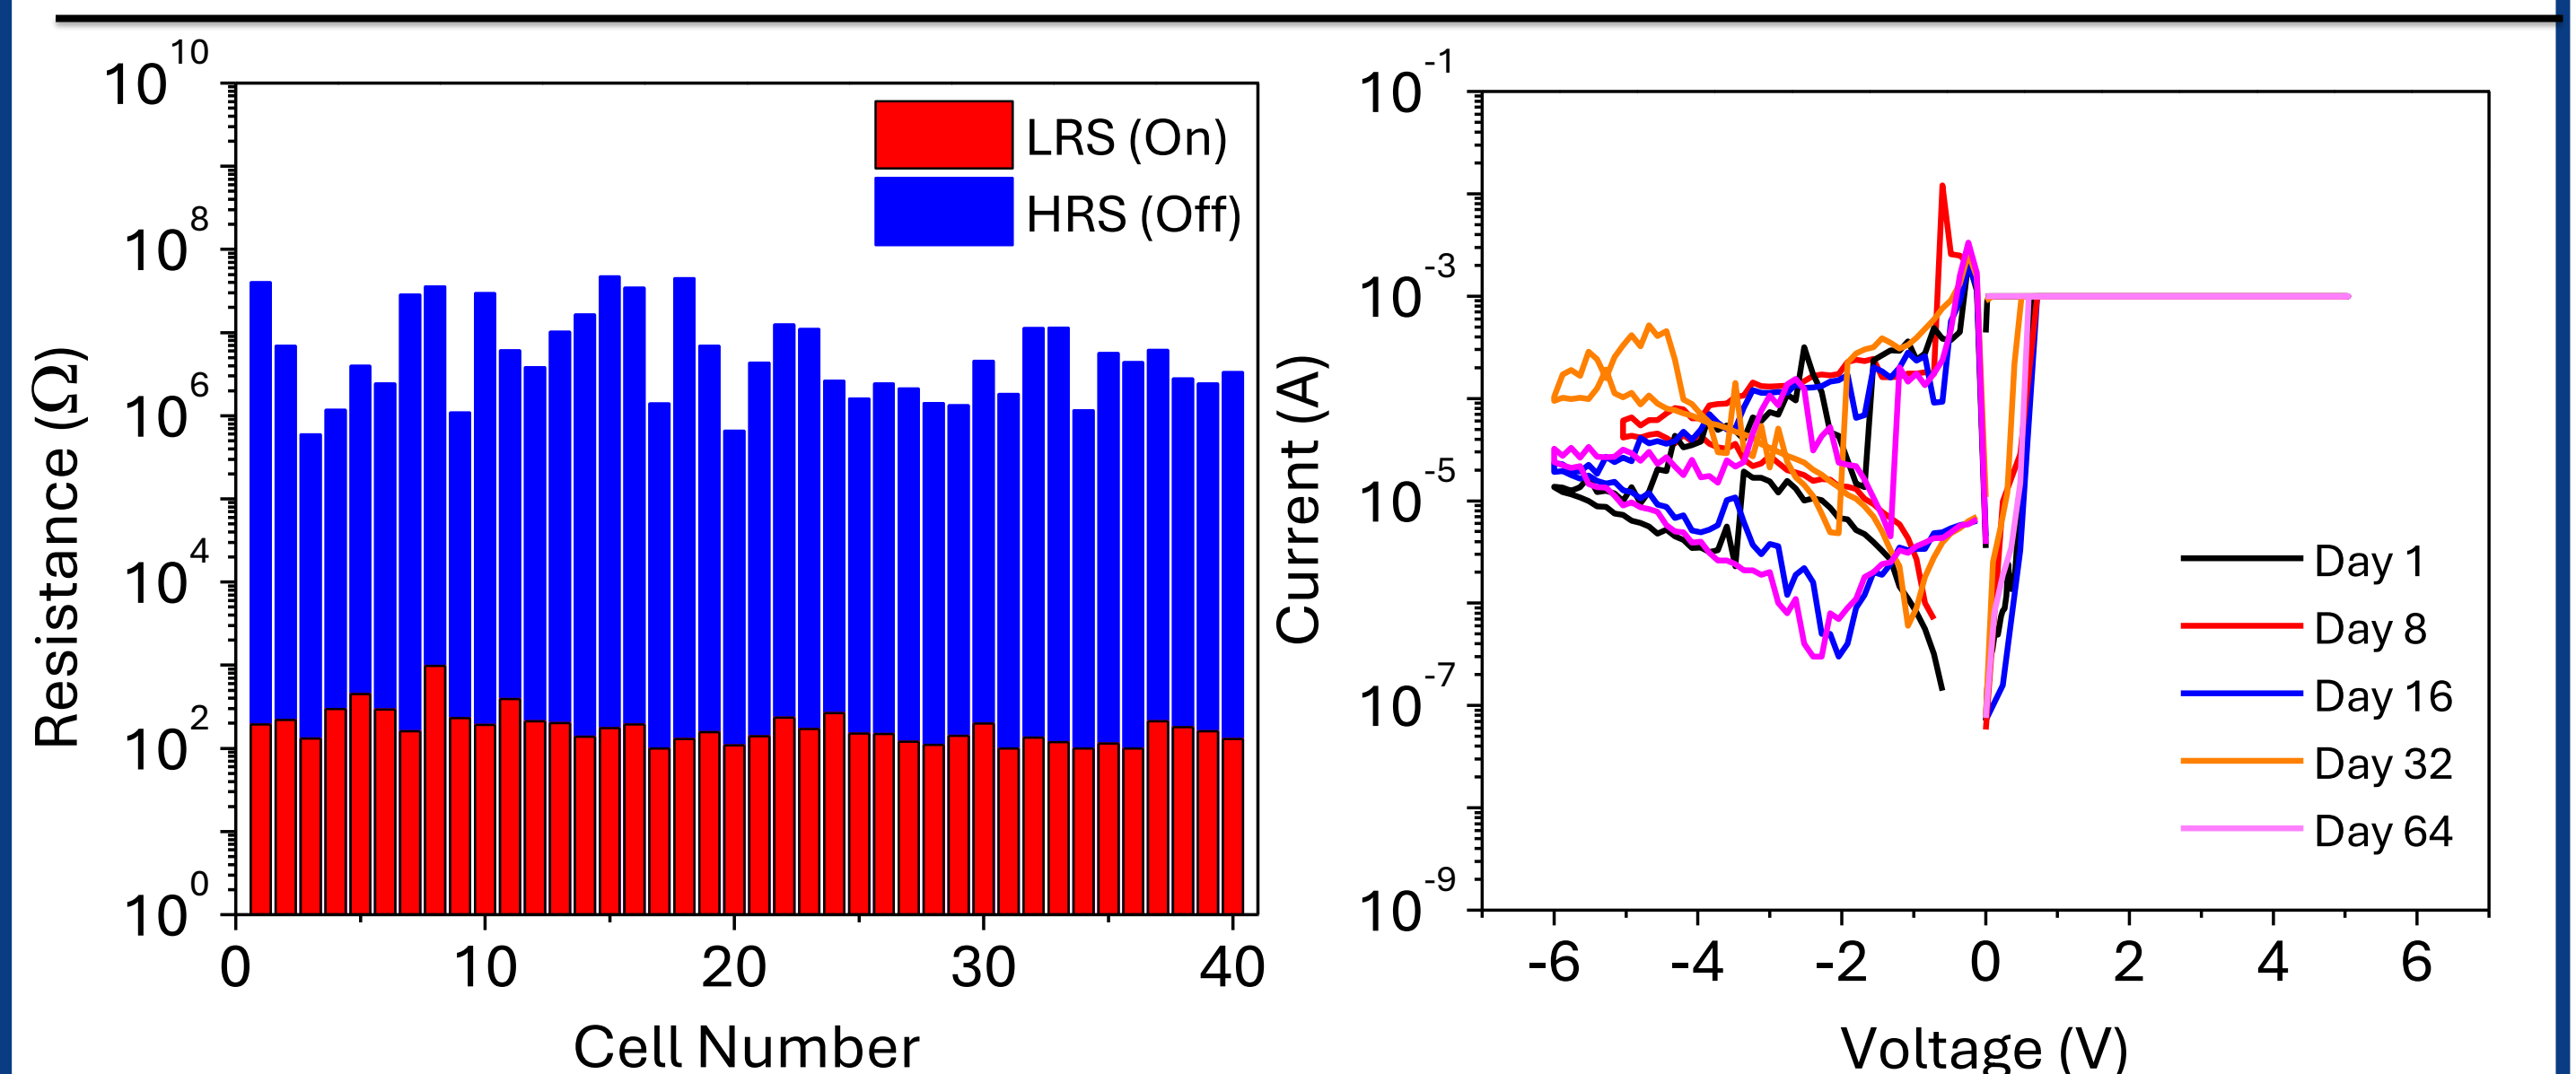 10^10
10^8
10^6
10^4
10^2
10^0
Resistance (Ω)
LRS (On)
HRS (Off)
0 10 20 30 40
Cell Number
10^-1
10^-3
10^-5
10^-7
10^-9
Current (A)
Day 1
Day 8
Day 16
Day 32
Day 64
-6 -4 -2 0 2 4 6
Voltage (V)